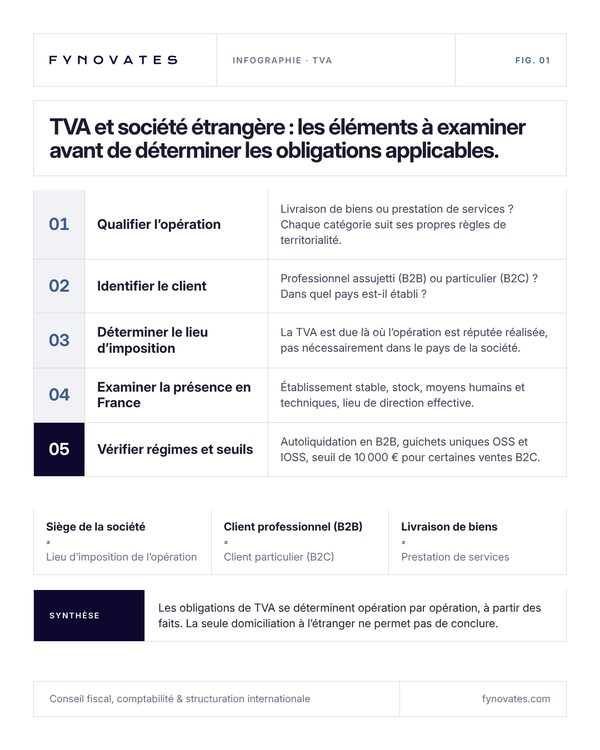 FYNOVATES
INFOGRAPHIE · TVA
FIG. 01
TVA et société étrangère : les éléments à examiner
avant de déterminer les obligations applicables.
01
Qualifier l’opération
Livraison de biens ou prestation de services ?
Chaque catégorie suit ses propres règles de
territorialité.
02
Identifier le client
Professionnel assujetti (B2B) ou particulier (B2C) ?
Dans quel pays est-il établi ?
03
Déterminer le lieu
d’imposition
La TVA est due là où l’opération est réputée réalisée,
pas nécessairement dans le pays de la société.
04
Examiner la présence en
France
Établissement stable, stock, moyens humains et
techniques, lieu de direction effective.
05
Vérifier régimes et seuils
Autoliquidation en B2B, guichets uniques OSS et
IOSS, seuil de 10 000 € pour certaines ventes B2C.
Siège de la société
≠
Lieu d’imposition de l’opération
Client professionnel (B2B)
≠
Client particulier (B2C)
Livraison de biens
≠
Prestation de services
SYNTHÈSE
Les obligations de TVA se déterminent opération par opération, à partir des
faits. La seule domiciliation à l’étranger ne permet pas de conclure.
Conseil fiscal, comptabilité & structuration internationale
fynovates.com